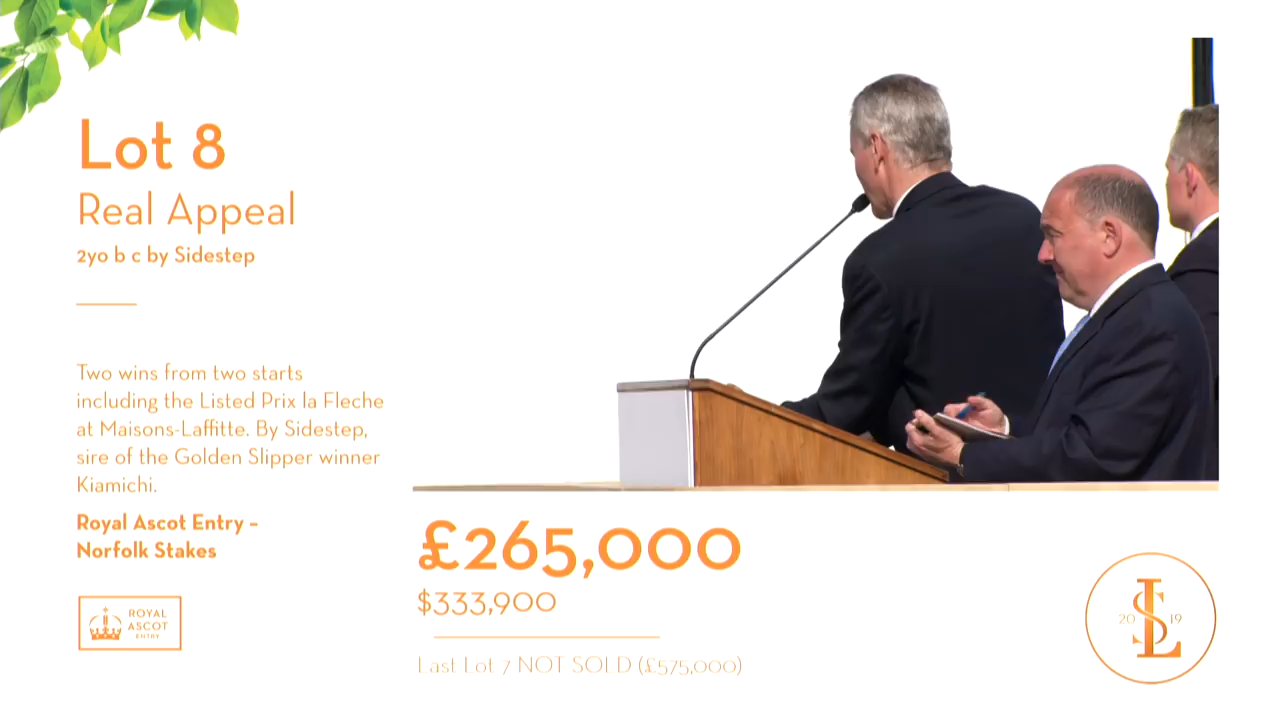 Lot 8
Real Appeal
2yo b c by Sidestep
Two wins from two starts
including the Listed Prix la Fleche
at Maisons-Laffitte. By Sidestep,
sire of the Golden Slipper winner
Kiamichi.
Royal Ascot Entry –
Norfolk Stakes
ROYAL
ASCOT
ENTRY
£265,000
$333,900
Last Lot 7 NOT SOLD (£575,000)
20 SL 19